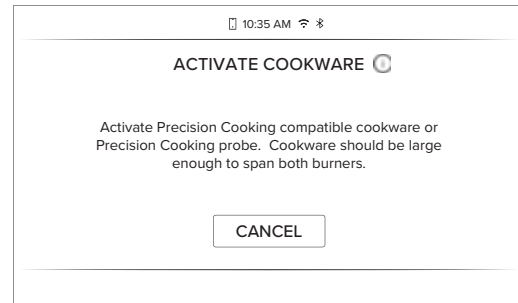 10:35 AM
ACTIVATE COOKWARE
Activate Precision Cooking compatible cookware or
Precision Cooking probe. Cookware should be large
enough to span both burners.
CANCEL